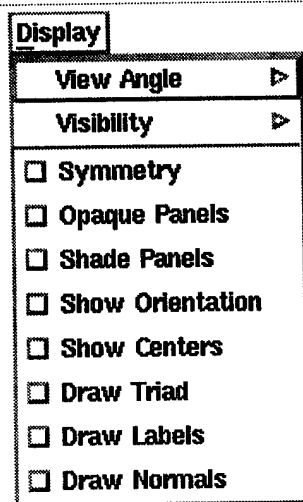 Display
View Angle
Visibility
Symmetry
Opaque Panels
Shade Panels
Show Orientation
Show Centers
Draw Triad
Draw Labels
Draw Normals